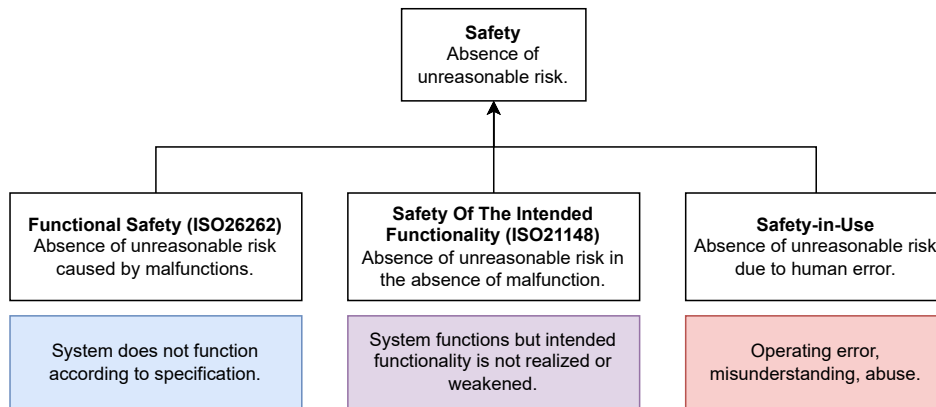 Safety
Absence of
unreasonable risk.
Functional Safety (ISO26262)
Absence of unreasonable risk
caused by malfunctions.
Safety Of The Intended
Functionality (ISO21148)
Absence of unreasonable risk in
the absence of malfunction.
Safety-in-Use
Absence of unreasonable risk
due to human error.
System does not function
according to specification.
System functions but intended
functionality is not realized or
weakened.
Operating error,
misunderstanding, abuse.